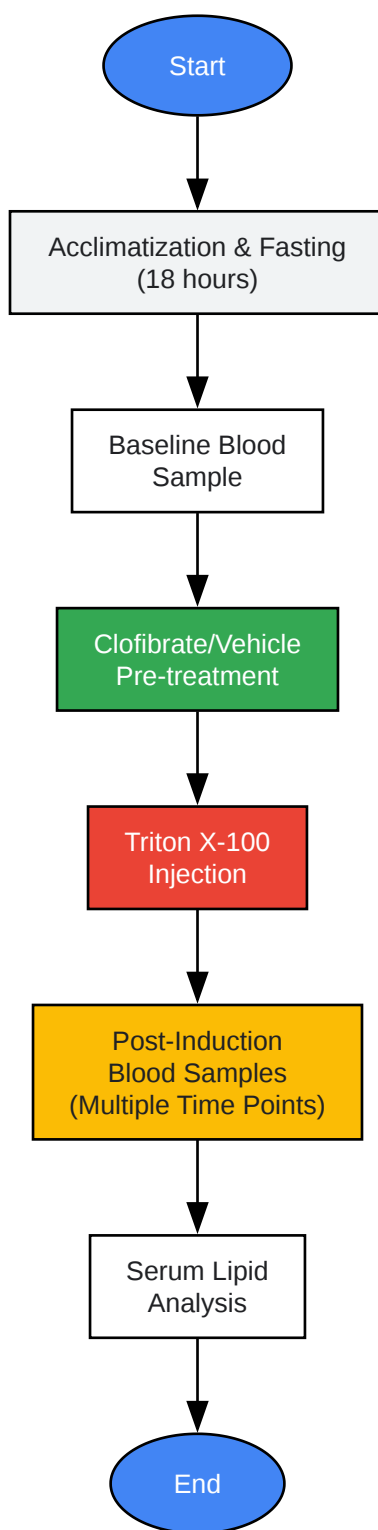 Start
Acclimatization & Fasting
(18 hours)
Baseline Blood
Sample
Clofibrate/Vehicle
Pre-treatment
Triton X-100
Injection
Post-Induction
Blood Samples
(Multiple Time Points)
Serum Lipid
Analysis
End